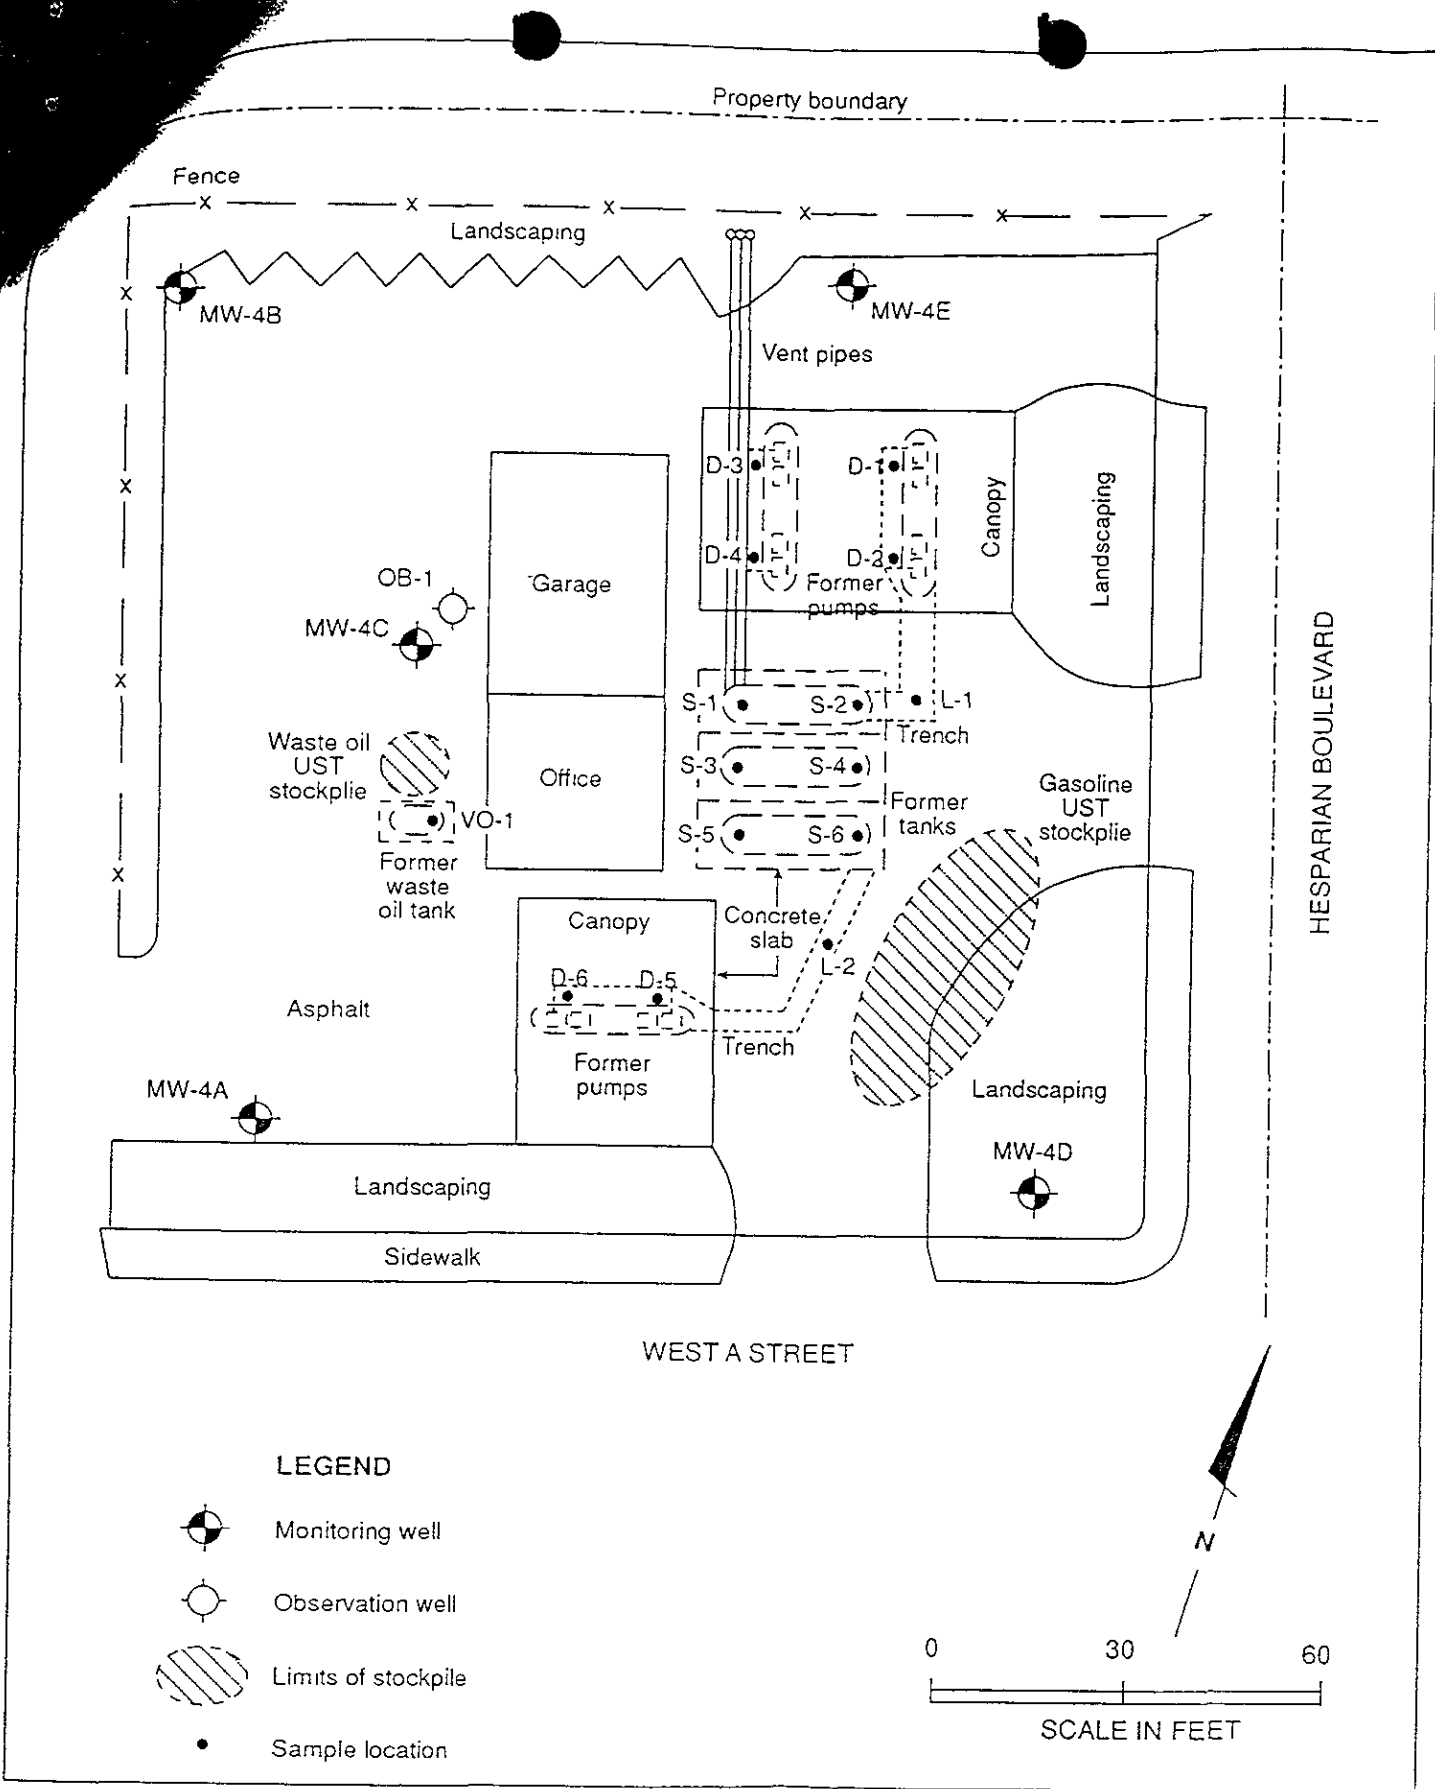 Property boundary
Fence
Landscaping
MW-4B
MW-4E
Vent pipes
D-3
D-1
Canopy
Landscaping
D-4
D-2
Former
pumps
OB-1
Garage
MW-4C
S-1
S-2
L-1
Trench
Waste oil
UST
stockplie
Office
S-3
S-4
Gasoline
UST
stockplie
Former
tanks
VO-1
S-5
S-6
Former
waste
oil tank
HESPARIAN BOULEVARD
Canopy
Concrete
slab
L-2
D-6
D-5
Asphalt
Trench
Former
pumps
MW-4A
Landscaping
MW-4D
Landscaping
Sidewalk
WEST A STREET
LEGEND
Monitoring well
Observation well
Limits of stockpile
Sample location
N
0 30 60
SCALE IN FEET